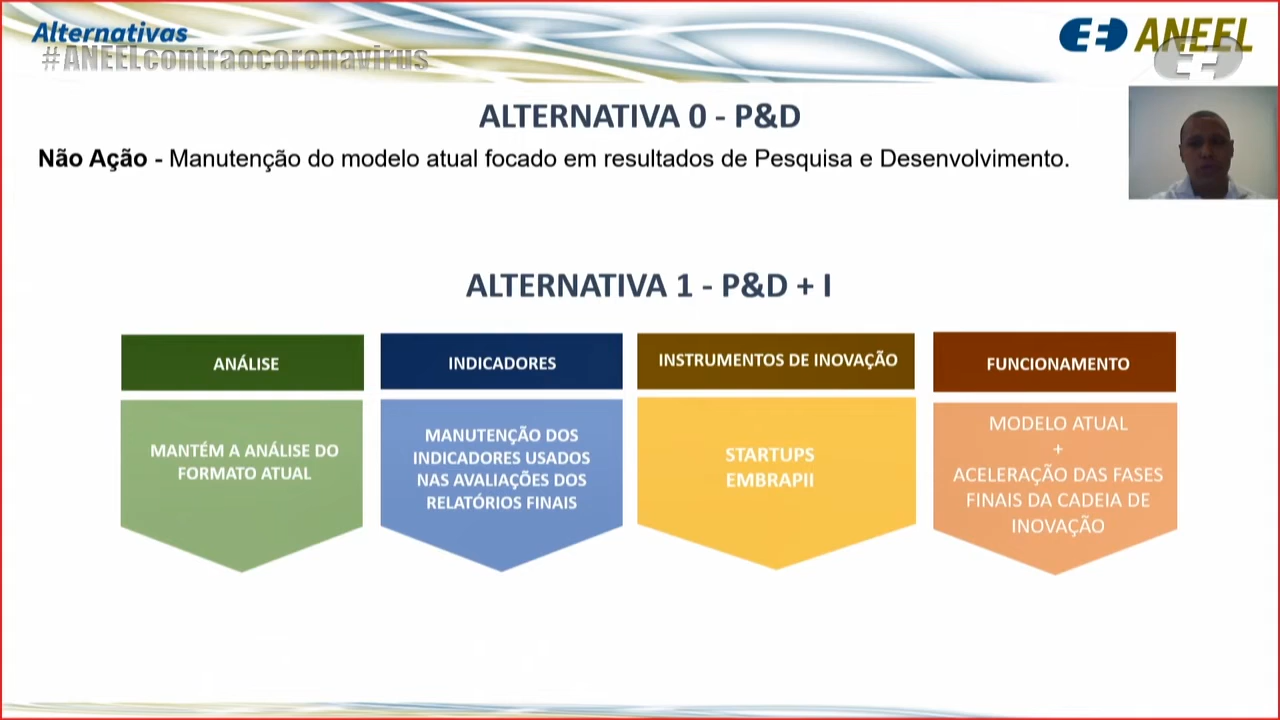 Alternativas
#ANEELcontraocoronavirus
ANEEL
ALTERNATIVA 0 - P&D
Não Ação - Manutenção do modelo atual focado em resultados de Pesquisa e Desenvolvimento.
ALTERNATIVA 1 - P&D + I
ANÁLISE
MANTÉM A ANÁLISE DO
FORMATO ATUAL
INDICADORES
MANUTENÇÃO DOS
INDICADORES USADOS
NAS AVALIAÇÕES DOS
RELATÓRIOS FINAIS
INSTRUMENTOS DE INOVAÇÃO
STARTUPS
EMBRAPII
FUNCIONAMENTO
MODELO ATUAL
+
ACELERAÇÃO DAS FASES
FINAIS DA CADEIA DE
INOVAÇÃO